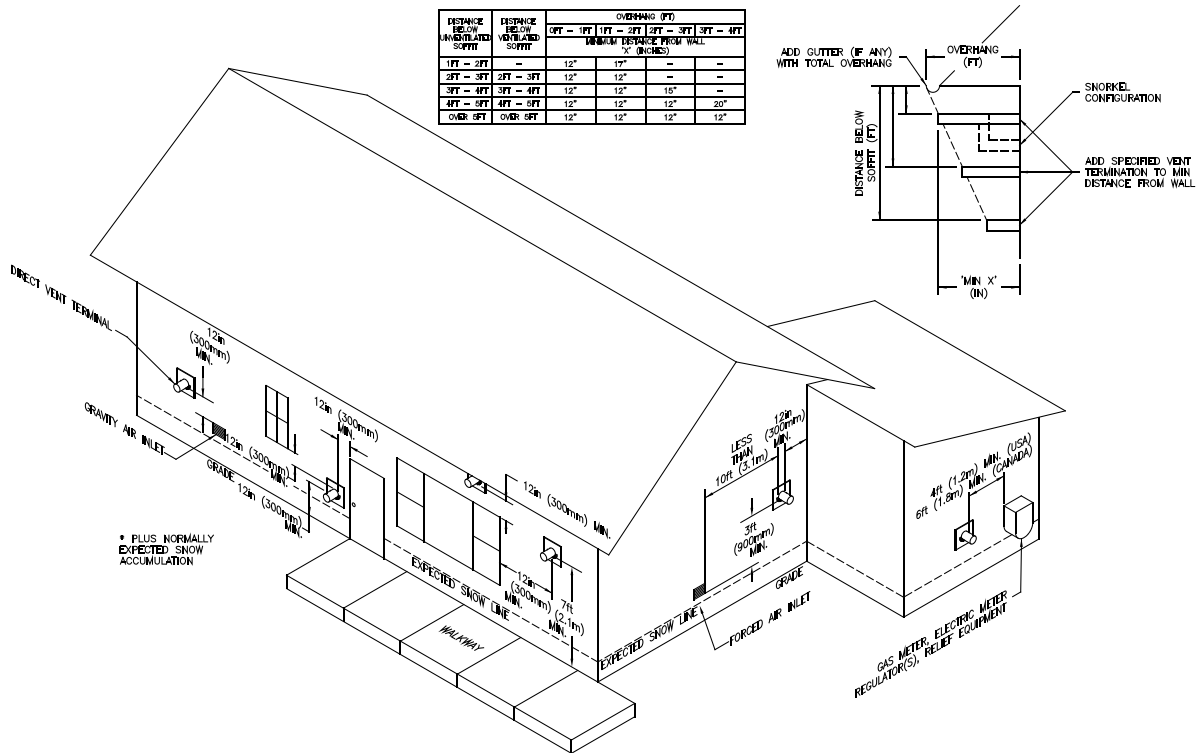 DISTANCE BELOW UNVENTILATED SOFFIT
DISTANCE BELOW VENTILATED SOFFIT
OVERHANG (FT)
0FT - 1FT 1FT - 2FT 2FT - 3FT 3FT - 4FT
MINIMUM DISTANCE FROM WALL
'X' (INCHES)
1FT - 2FT - 12" 17" - -
2FT - 3FT 2FT - 3FT 12" 12" - -
3FT - 4FT 3FT - 4FT 12" 12" 15" -
4FT - 5FT 4FT - 5FT 12" 12" 12" 20"
OVER 5FT OVER 5FT 12" 12" 12" 12"
ADD GUTTER (IF ANY)
WITH TOTAL OVERHANG
OVERHANG
(FT)
SNORKEL
CONFIGURATION
DISTANCE BELOW
SOFFIT (FT)
ADD SPECIFIED VENT
TERMINATION TO MIN
DISTANCE FROM WALL
'MIN X'
(IN)
DIRECT VENT TERMINAL
12in
(300mm)
MIN.
GRAVITY AIR INLET
12in (300mm)
MIN.
12in (300mm)
MIN.
GRADE
12in (300mm)
MIN.
* PLUS NORMALLY
EXPECTED SNOW
ACCUMULATION
12in (300mm) MIN.
12in
(300mm)
MIN.
7ft
(2.1m)
MIN.
EXPECTED SNOW LINE
WALKWAY
LESS
THAN
10ft (3.1m)
12in
(300mm)
MIN.
3ft
(900mm)
MIN.
EXPECTED SNOW LINE
GRADE
FORCED AIR INLET
4ft (1.2m) MIN. (USA)
6ft (1.8m) MIN. (CANADA)
GAS METER, ELECTRIC METER
REGULATOR(S), RELIEF EQUIPMENT